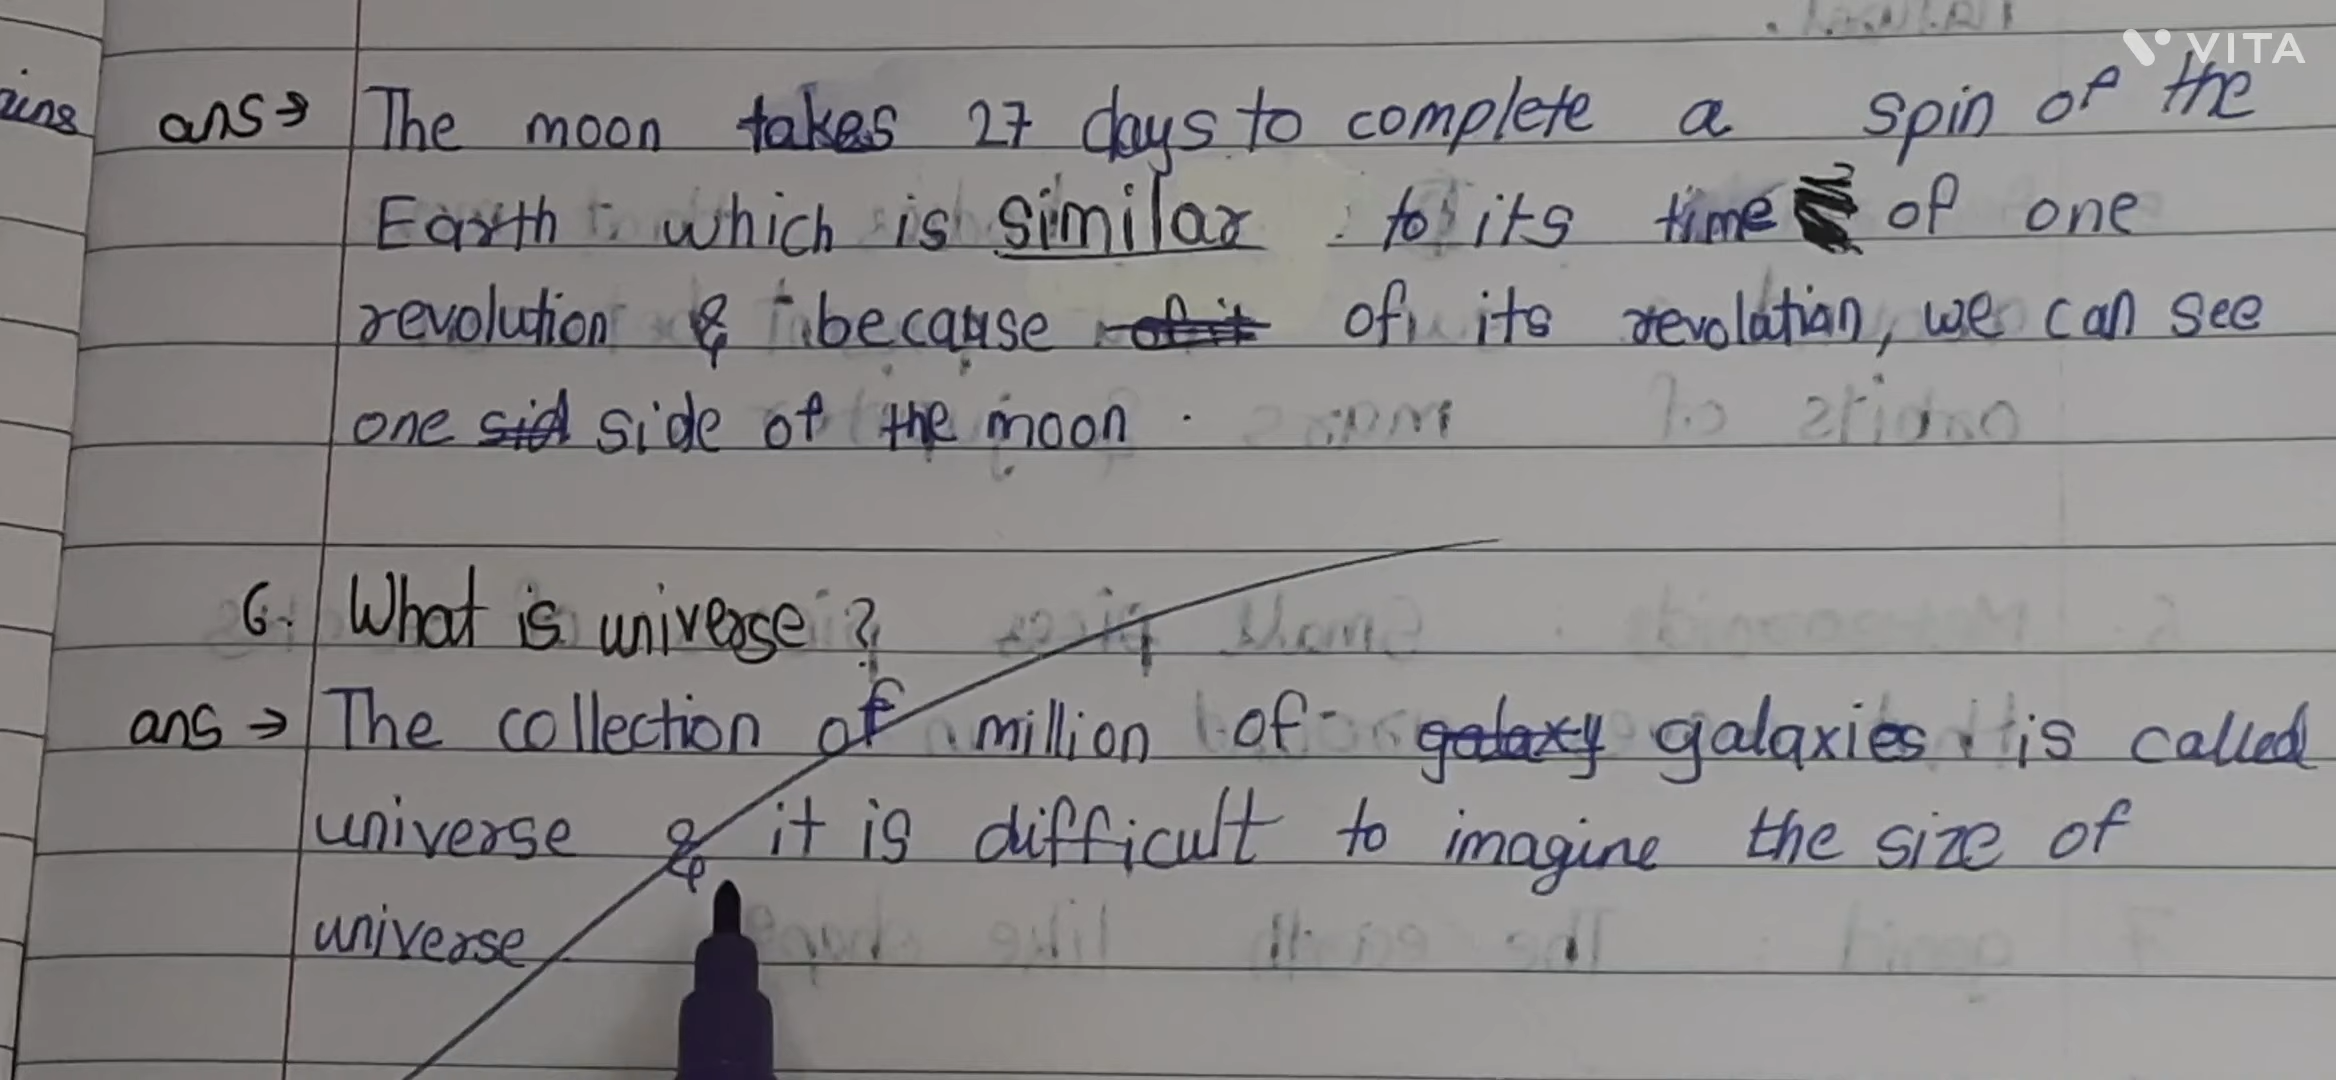 VITA
ans → The moon takes 27 days to complete a spin of the
Earth which is similar to its time of one
revolution & because of its revolation, we can see
one side of the moon.
6. What is universe?
ans → The collection of million of galaxies is called
universe & it is difficult to imagine the size of
universe